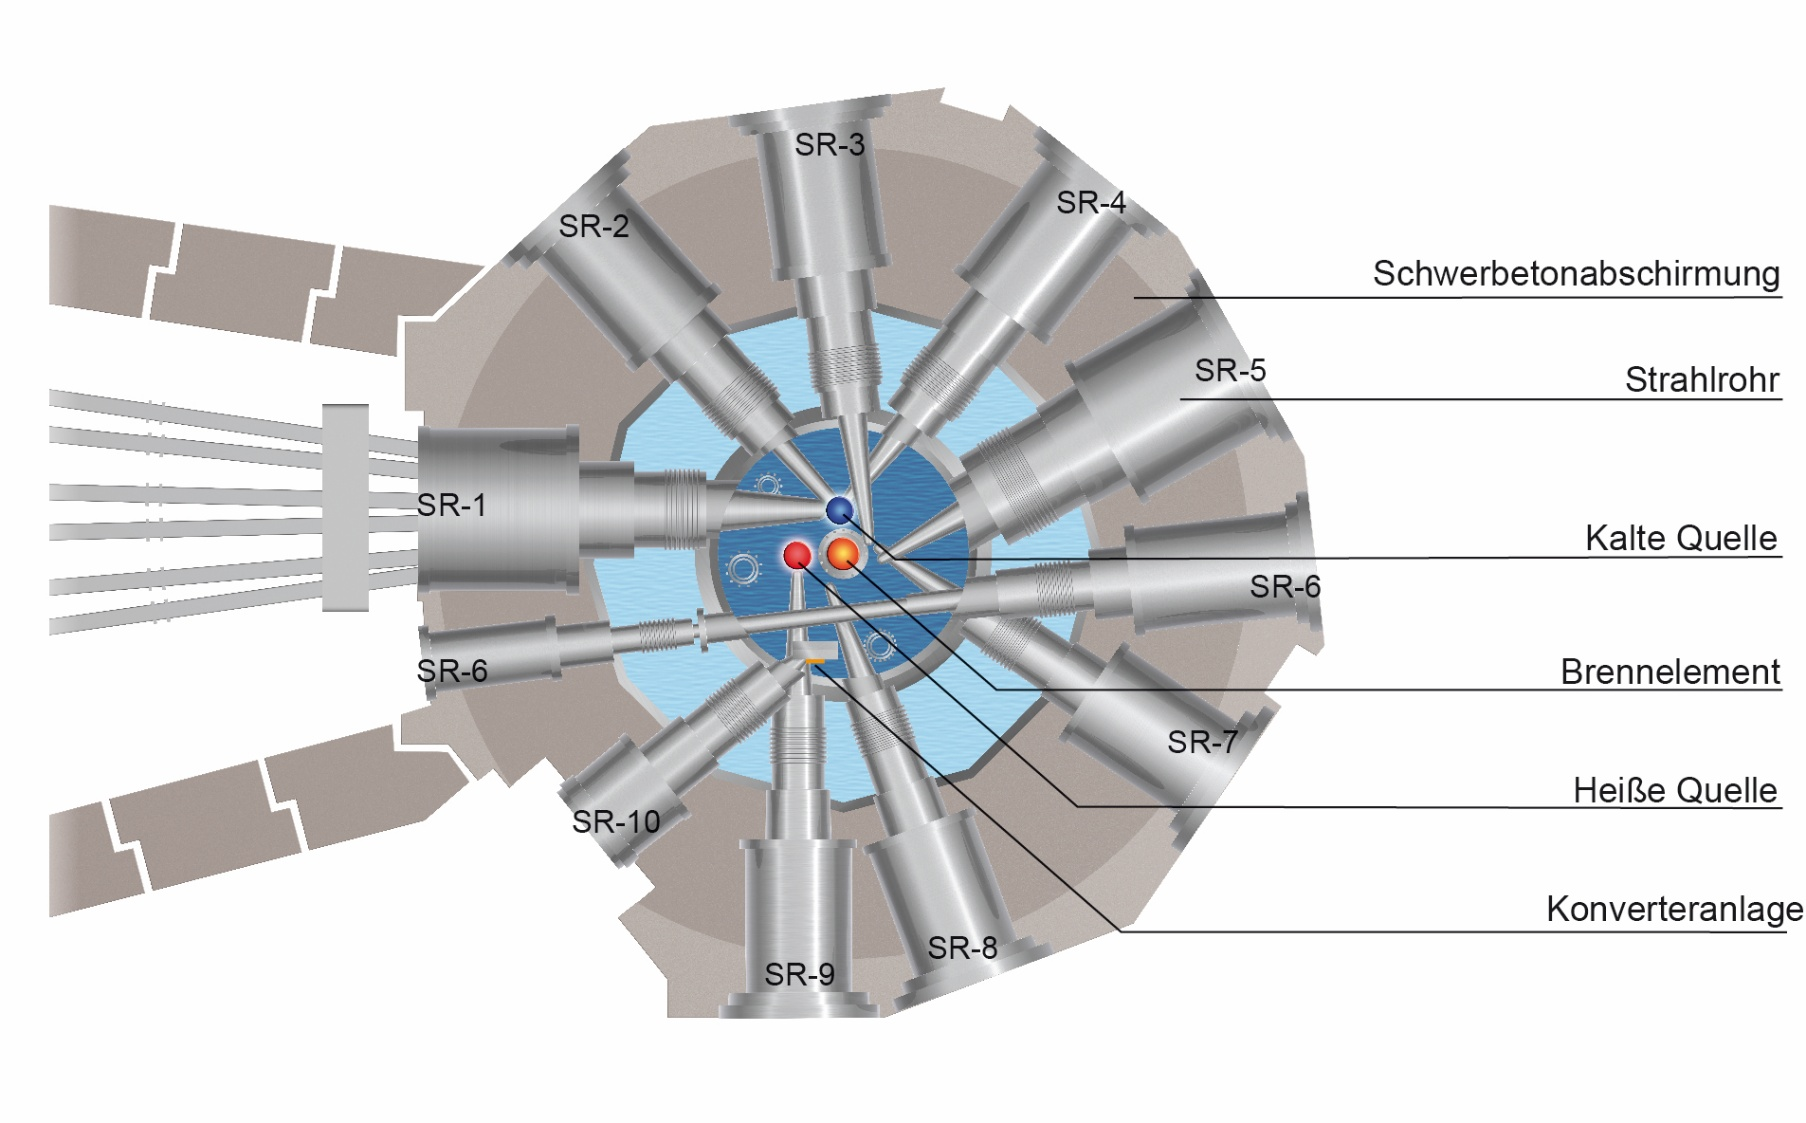 SR-3
SR-4
SR-2
Schwerbetonabschirmung
SR-5
Strahlrohr
SR-1
Kalte Quelle
SR-6
SR-6
Brennelement
SR-7
Heiße Quelle
SR-10
Konverteranlage
SR-8
SR-9